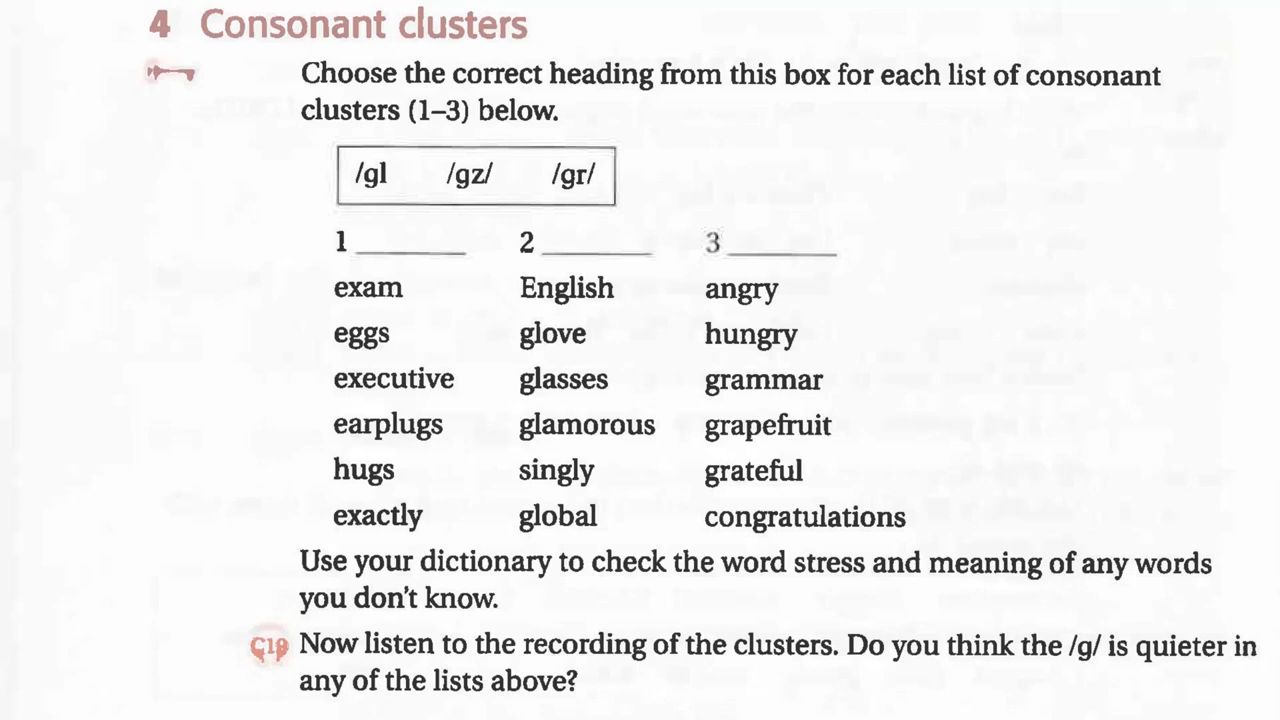 4 Consonant clusters
Choose the correct heading from this box for each list of consonant
clusters (1–3) below.
/gl /gz/ /gr/
1 ________ 2 ________ 3 ________
exam English angry
eggs glove hungry
executive glasses grammar
earplugs glamorous grapefruit
hugs singly grateful
exactly global congratulations
Use your dictionary to check the word stress and meaning of any words
you don't know.
C19 Now listen to the recording of the clusters. Do you think the /g/ is quieter in
any of the lists above?